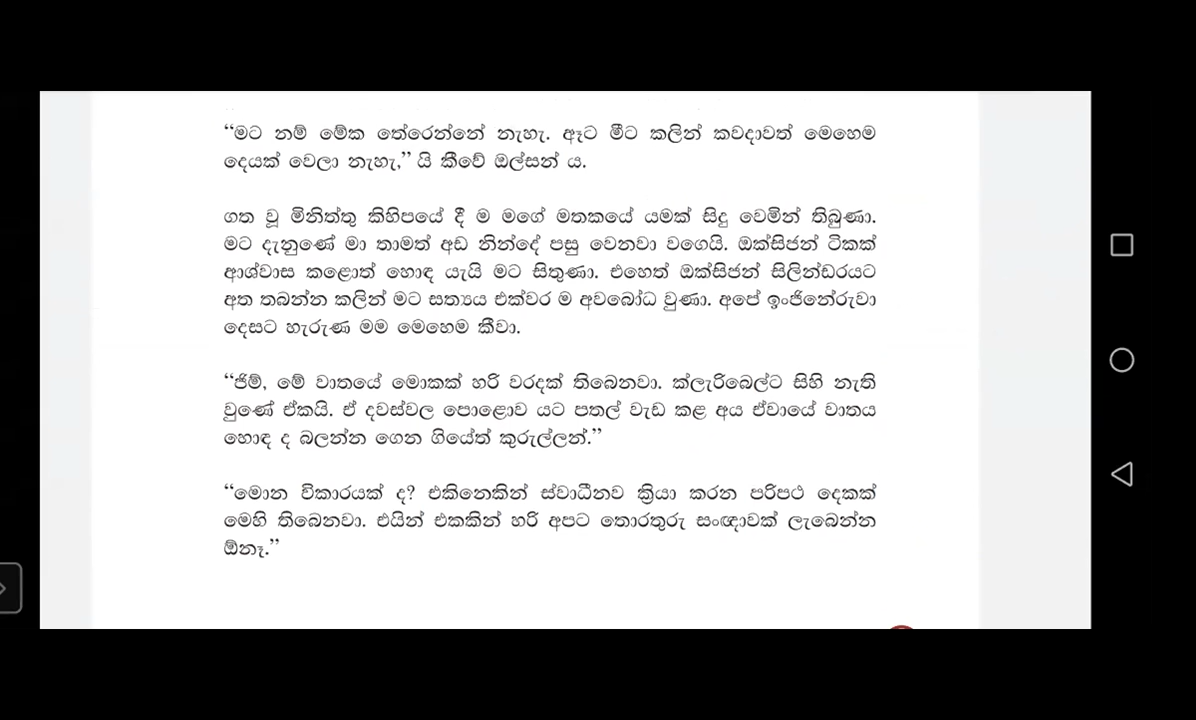 “මට නම් මේක තේරෙන්නේ නැහැ. ඈට මීට කලින් කවදාවත් මෙහෙම
දෙයක් වෙලා නැහැ,” යි කීවේ ඔල්සන් ය.
ගත වූ මිනිත්තු කිහිපයේ දී ම මගේ මතකයේ යමක් සිදු වෙමින් තිබුණා.
මට දැනුණේ මා තාමත් අඩ නින්දේ පසු වෙනවා වගෙයි. ඔක්සිජන් ටිකක්
ආශ්වාස කළොත් හොඳ යැයි මට සිතුණා. එහෙත් ඔක්සිජන් සිලින්ඩරයට
අත තබන්න කලින් මට සත්‍යය එක්වර ම අවබෝධ වුණා. අපේ ඉංජිනේරුවා
දෙසට හැරුණ මම මෙහෙම කීවා.
“ජිම්, මේ වාතයේ මොකක් හරි වරදක් තිබෙනවා. ක්ලැරිබෙල්ට සිහි නැති
වුණේ ඒකයි. ඒ දවස්වල පොළොව යට පතල් වැඩ කළ අය ඒවායේ වාතය
හොඳ ද බලන්න ගෙන ගියේත් කුරුල්ලන්.”
“මොන විකාරයක් ද? එකිනෙකින් ස්වාධීනව ක්‍රියා කරන පරිපථ දෙකක්
මෙහි තිබෙනවා. එයින් එකකින් හරි අපට තොරතුරු සංඥාවක් ලැබෙන්න
ඕනෑ.”